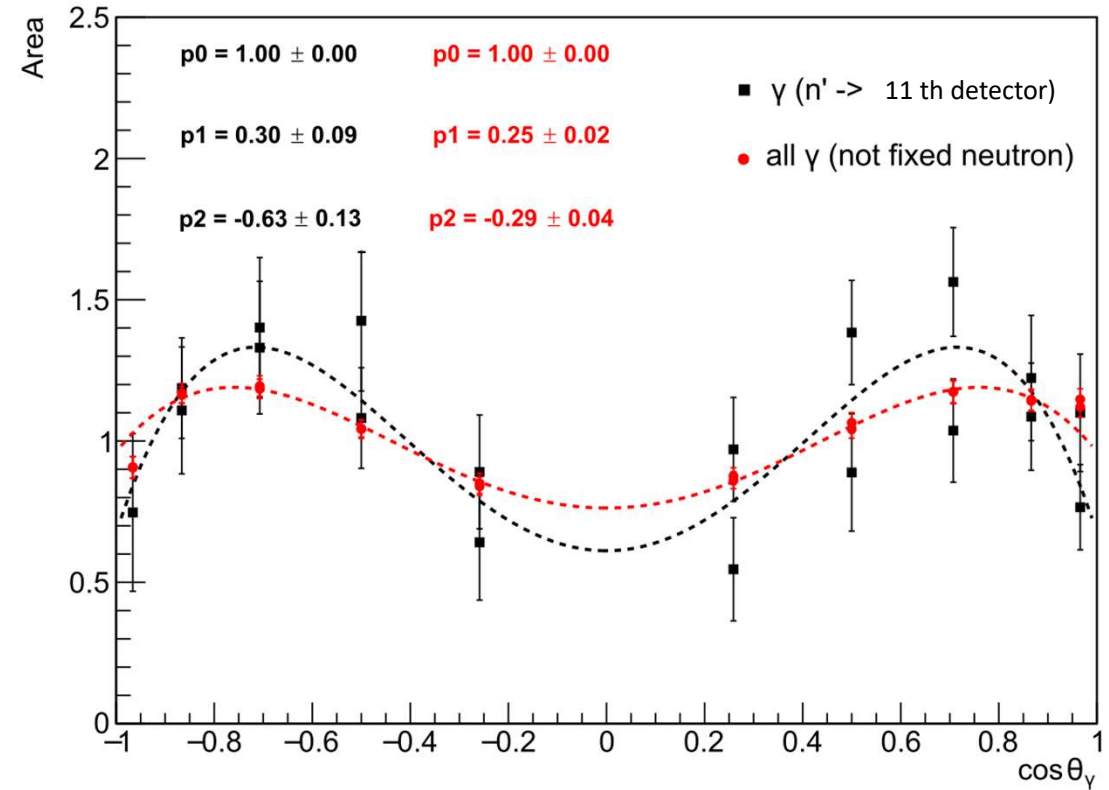 Area
2.5
2
1.5
1
0.5
0
p0 = 1.00 ± 0.00
p0 = 1.00 ± 0.00
p1 = 0.30 ± 0.09
p1 = 0.25 ± 0.02
p2 = -0.63 ± 0.13
p2 = -0.29 ± 0.04
γ (n' -> 11 th detector)
all γ (not fixed neutron)
−1 −0.8 −0.6 −0.4 −0.2 0 0.2 0.4 0.6 0.8 1
cosθγ